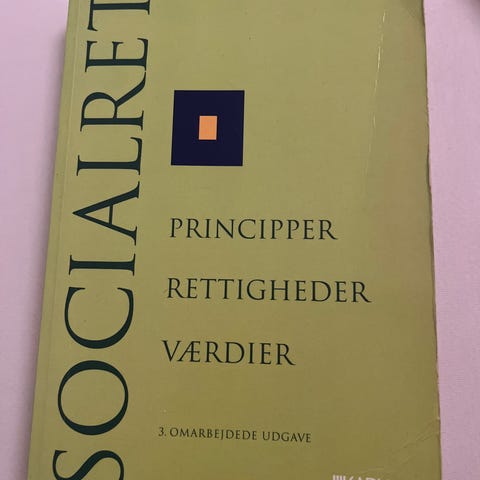 SOCIALRET
PRINCIPPER
RETTIGHEDER
VÆRDIER
3. OMARBEJDEDE UDGAVE